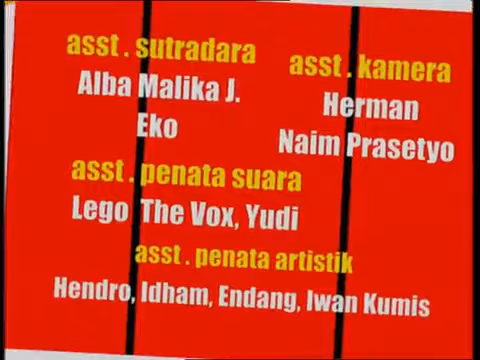 asst . sutradara
Alba Malika J.
Eko
asst . kamera
Herman
Naim Prasetyo
asst . penata suara
Lego The Vox, Yudi
asst . penata artistik
Hendro, Idham, Endang, Iwan Kumis